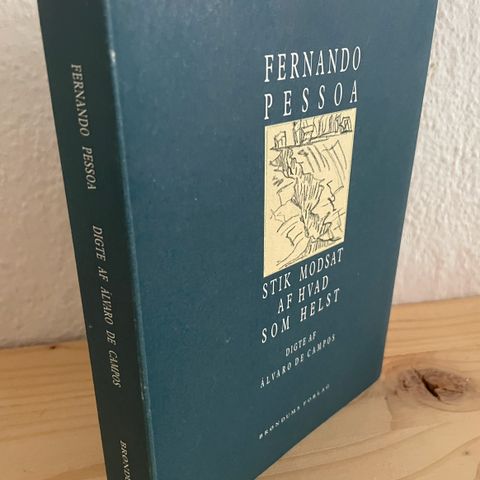 FERNANDO PESSOA DIGTE AF ÁLVARO DE CAMPOS
FERNANDO
PESSOA
STIK MODSAT
AF HVAD
SOM HELST
DIGTE AF
ÁLVARO DE CAMPOS
BRØNDUMS FORLAG